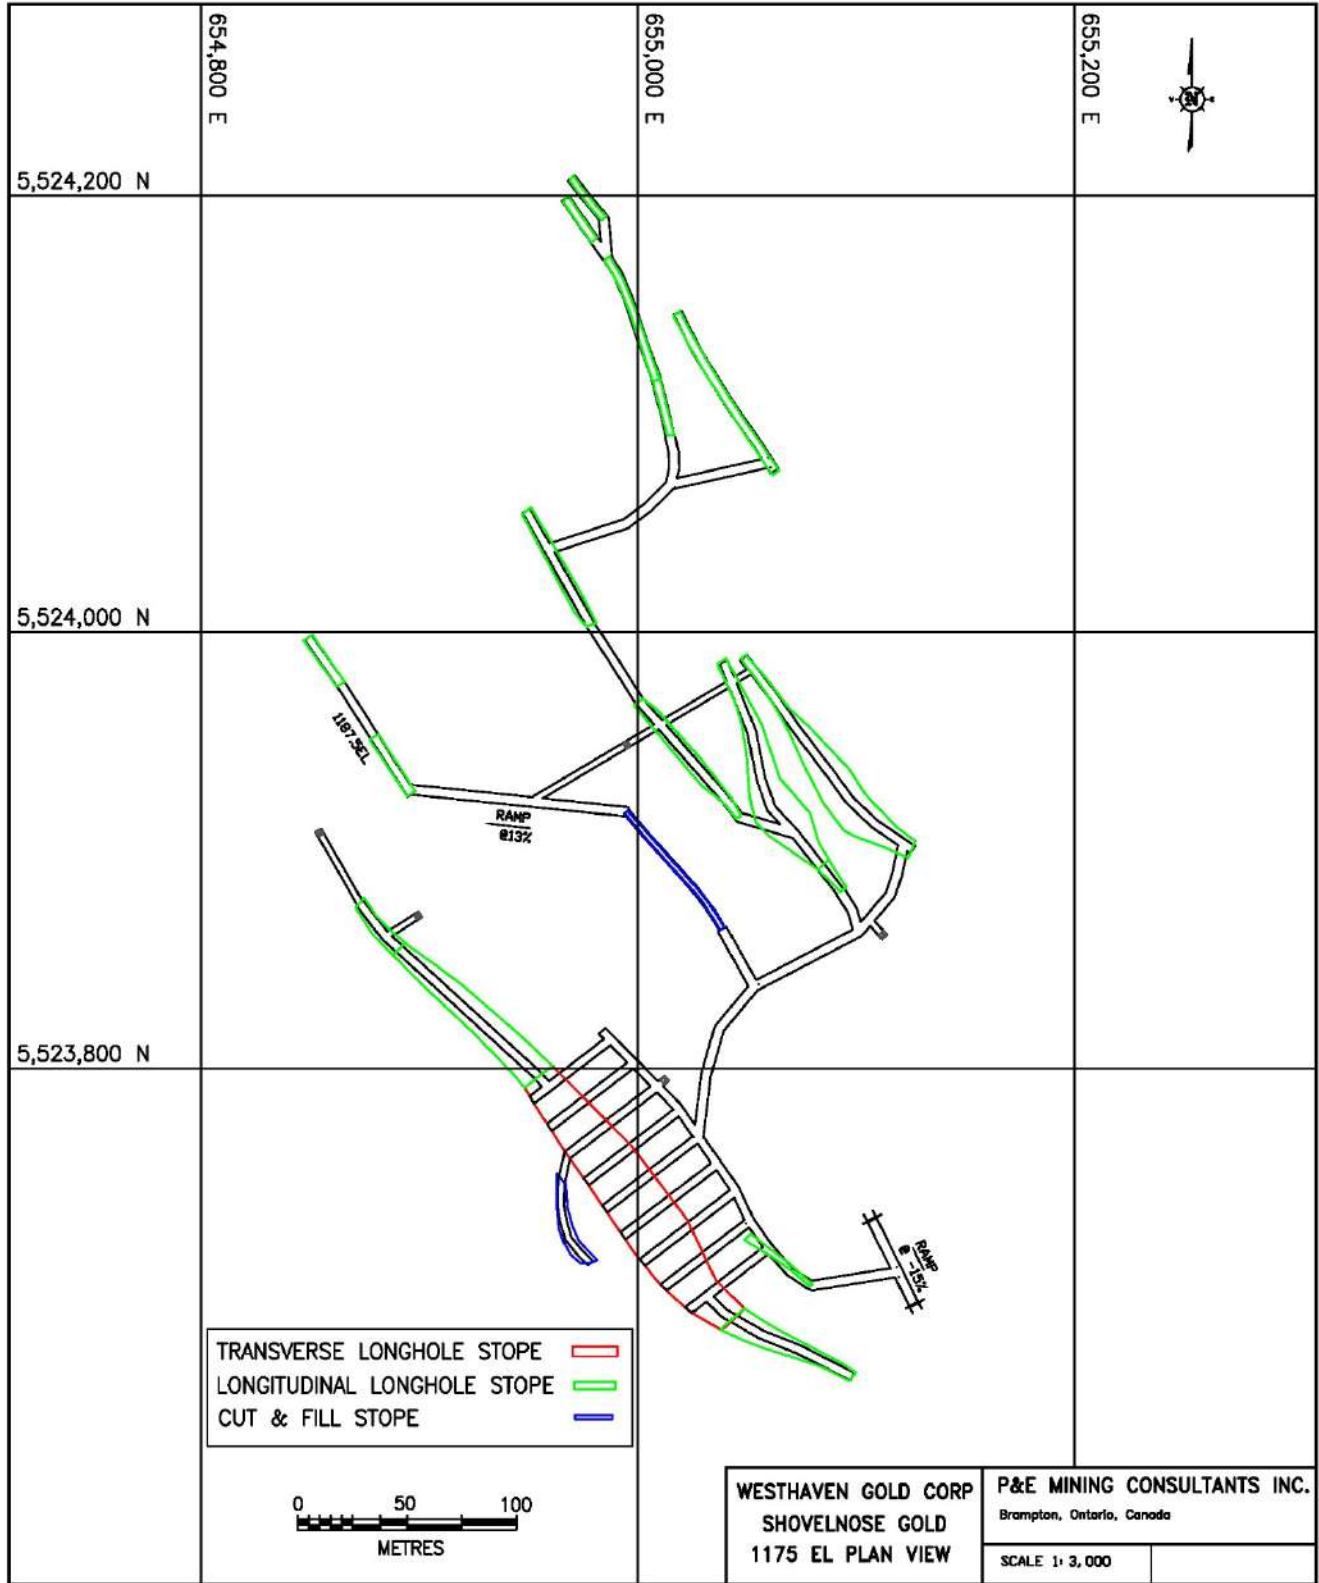 654,800 E
655,000 E
655,200 E
N
5,524,200 N
5,524,000 N
1187.5EL
RAMP
@13%
5,523,800 N
RAMP
@ -15%
TRANSVERSE LONGHOLE STOPE
LONGITUDINAL LONGHOLE STOPE
CUT & FILL STOPE
0 50 100
METRES
WESTHAVEN GOLD CORP
SHOVELNOSE GOLD
1175 EL PLAN VIEW
P&E MINING CONSULTANTS INC.
Brampton, Ontario, Canada
SCALE 1: 3,000